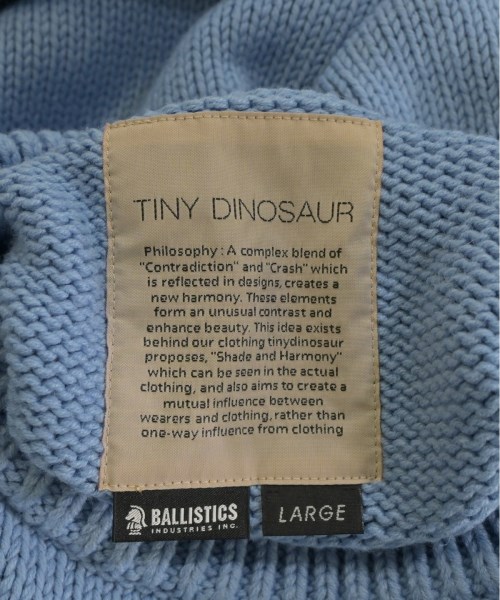 TINY DINOSAUR
Philosophy : A complex blend of
"Contradiction" and "Crash" which
is reflected in designs, creates a
new harmony. These elements
form an unusual contrast and
enhance beauty. This idea exists
behind our clothing tinydinosaur
proposes, "Shade and Harmony"
which can be seen in the actual
clothing, and also aims to create a
mutual influence between
wearers and clothing, rather than
one-way influence from clothing
BALLISTICS
INDUSTRIES INC.
LARGE